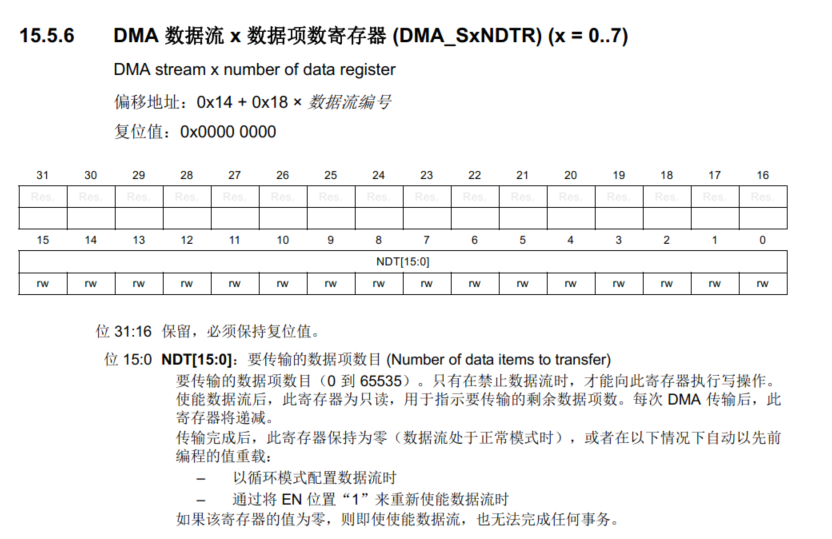 15.5.6 DMA 数据流 x 数据项数寄存器 (DMA_SxNDTR) (x = 0..7)
DMA stream x number of data register
偏移地址：0x14 + 0x18 × 数据流编号
复位值：0x0000 0000
31 30 29 28 27 26 25 24 23 22 21 20 19 18 17 16
Res. Res. Res. Res. Res. Res. Res. Res. Res. Res. Res. Res. Res. Res. Res. Res.
15 14 13 12 11 10 9 8 7 6 5 4 3 2 1 0
NDT[15:0]
rw rw rw rw rw rw rw rw rw rw rw rw rw rw rw rw
位 31:16 保留，必须保持复位值。
位 15:0 NDT[15:0]：要传输的数据项数目 (Number of data items to transfer)
要传输的数据项数目（0 到 65535）。只有在禁止数据流时，才能向此寄存器执行写操作。
使能数据流后，此寄存器为只读，用于指示要传输的剩余数据项数。每次 DMA 传输后，此
寄存器将递减。
传输完成后，此寄存器保持为零（数据流处于正常模式时），或者在以下情况下自动以先前
编程的值重载：
– 以循环模式配置数据流时
– 通过将 EN 位置“1”来重新使能数据流时
如果该寄存器的值为零，则即使使能数据流，也无法完成任何事务。